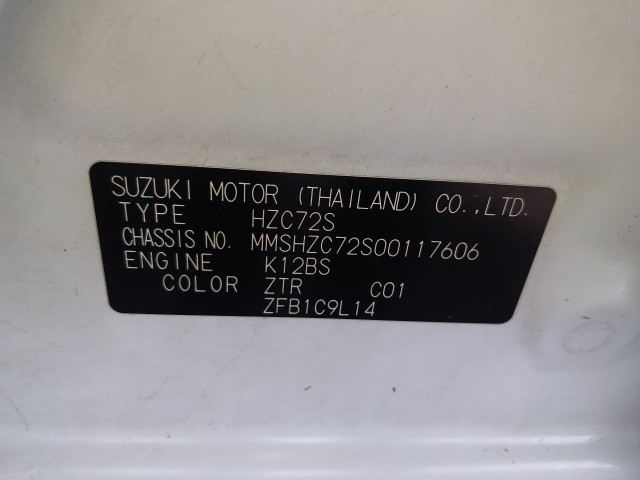 SUZUKI MOTOR (THAILAND) CO.,LTD.
TYPE HZC72S
CHASSIS NO. MMSHZC72S00117606
ENGINE K12BS
COLOR ZTR C01
ZFB1C9L14